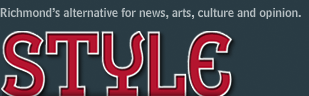 Richmond's alternative for news, arts, culture and opinion.
STYLE